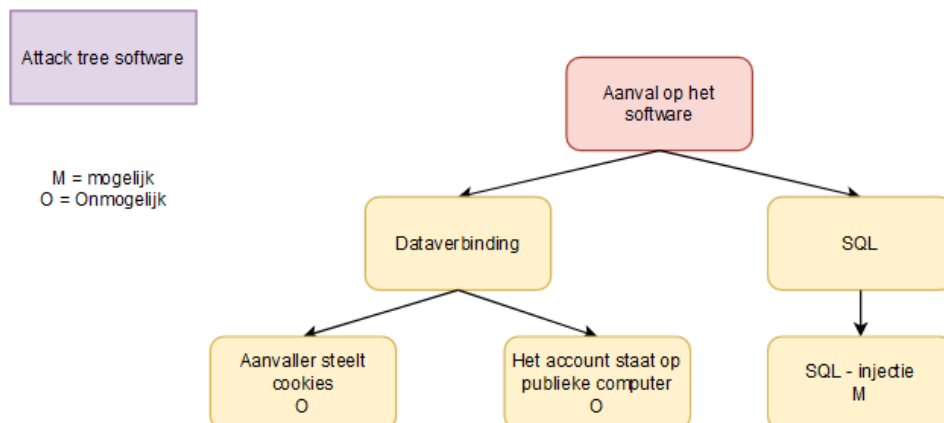 Attack tree software
M = mogelijk
O = Onmogelijk
Aanval op het
software
Dataverbinding
SQL
Aanvaller steelt
cookies
O
Het account staat op
publieke computer
O
SQL - injectie
M